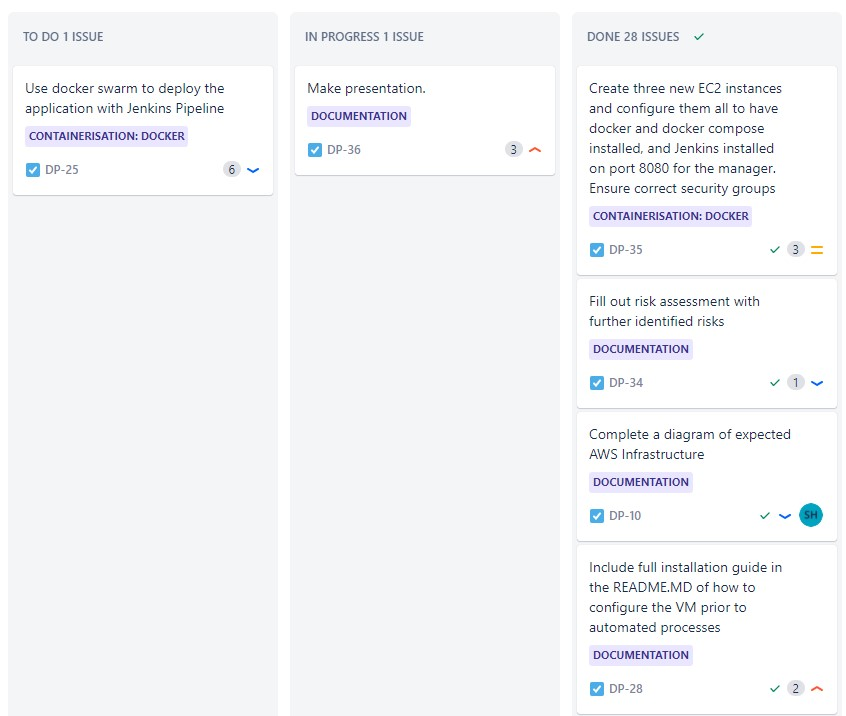 TO DO 1 ISSUE
Use docker swarm to deploy the
application with Jenkins Pipeline
CONTAINERISATION: DOCKER
DP-25
6
IN PROGRESS 1 ISSUE
Make presentation.
DOCUMENTATION
DP-36
3
DONE 28 ISSUES
Create three new EC2 instances
and configure them all to have
docker and docker compose
installed, and Jenkins installed
on port 8080 for the manager.
Ensure correct security groups
CONTAINERISATION: DOCKER
DP-35
3
Fill out risk assessment with
further identified risks
DOCUMENTATION
DP-34
1
Complete a diagram of expected
AWS Infrastructure
DOCUMENTATION
DP-10
SH
Include full installation guide in
the README.MD of how to
configure the VM prior to
automated processes
DOCUMENTATION
DP-28
2